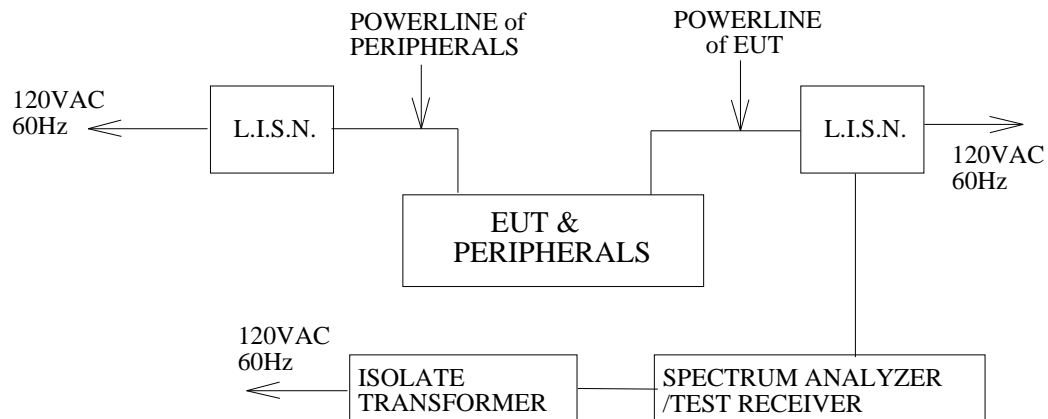 POWERLINE of
PERIPHERALS
POWERLINE
of EUT
120VAC
60Hz
L.I.S.N.
L.I.S.N.
120VAC
60Hz
EUT &
PERIPHERALS
120VAC
60Hz
ISOLATE
TRANSFORMER
SPECTRUM ANALYZER
/TEST RECEIVER